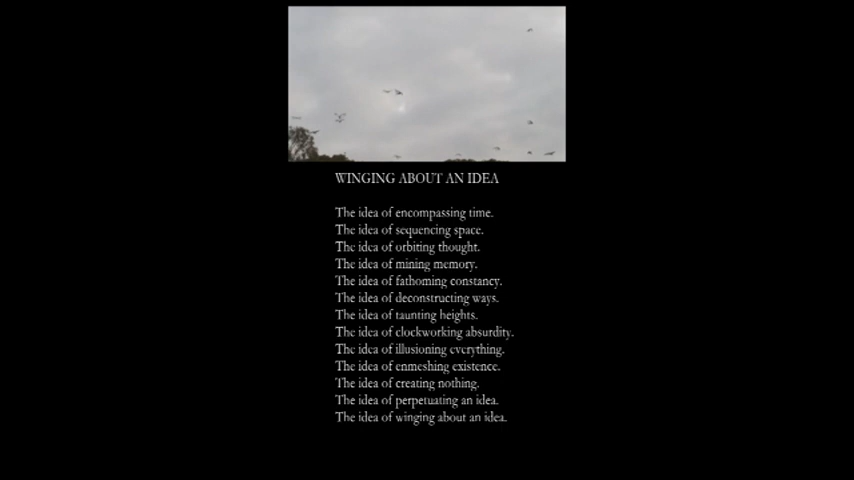 WINGING ABOUT AN IDEA
The idea of encompassing time.
The idea of sequencing space.
The idea of orbiting thought.
The idea of mining memory.
The idea of fathoming constancy.
The idea of deconstructing ways.
The idea of taunting heights.
The idea of clockworking absurdity.
The idea of illusioning everything.
The idea of enmeshing existence.
The idea of creating nothing.
The idea of perpetuating an idea.
The idea of winging about an idea.